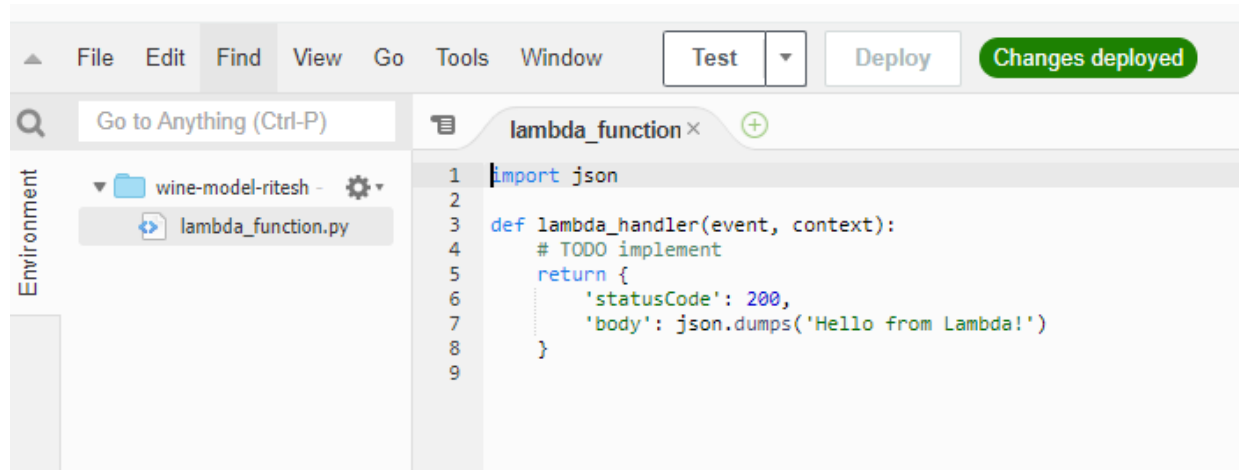 File Edit Find View Go Tools Window Test Deploy Changes deployed
Go to Anything (Ctrl-P)
lambda_function
Environment
wine-model-ritesh -
lambda_function.py
1 import json
2
3 def lambda_handler(event, context):
4     # TODO implement
5     return {
6         'statusCode': 200,
7         'body': json.dumps('Hello from Lambda!')
8     }
9